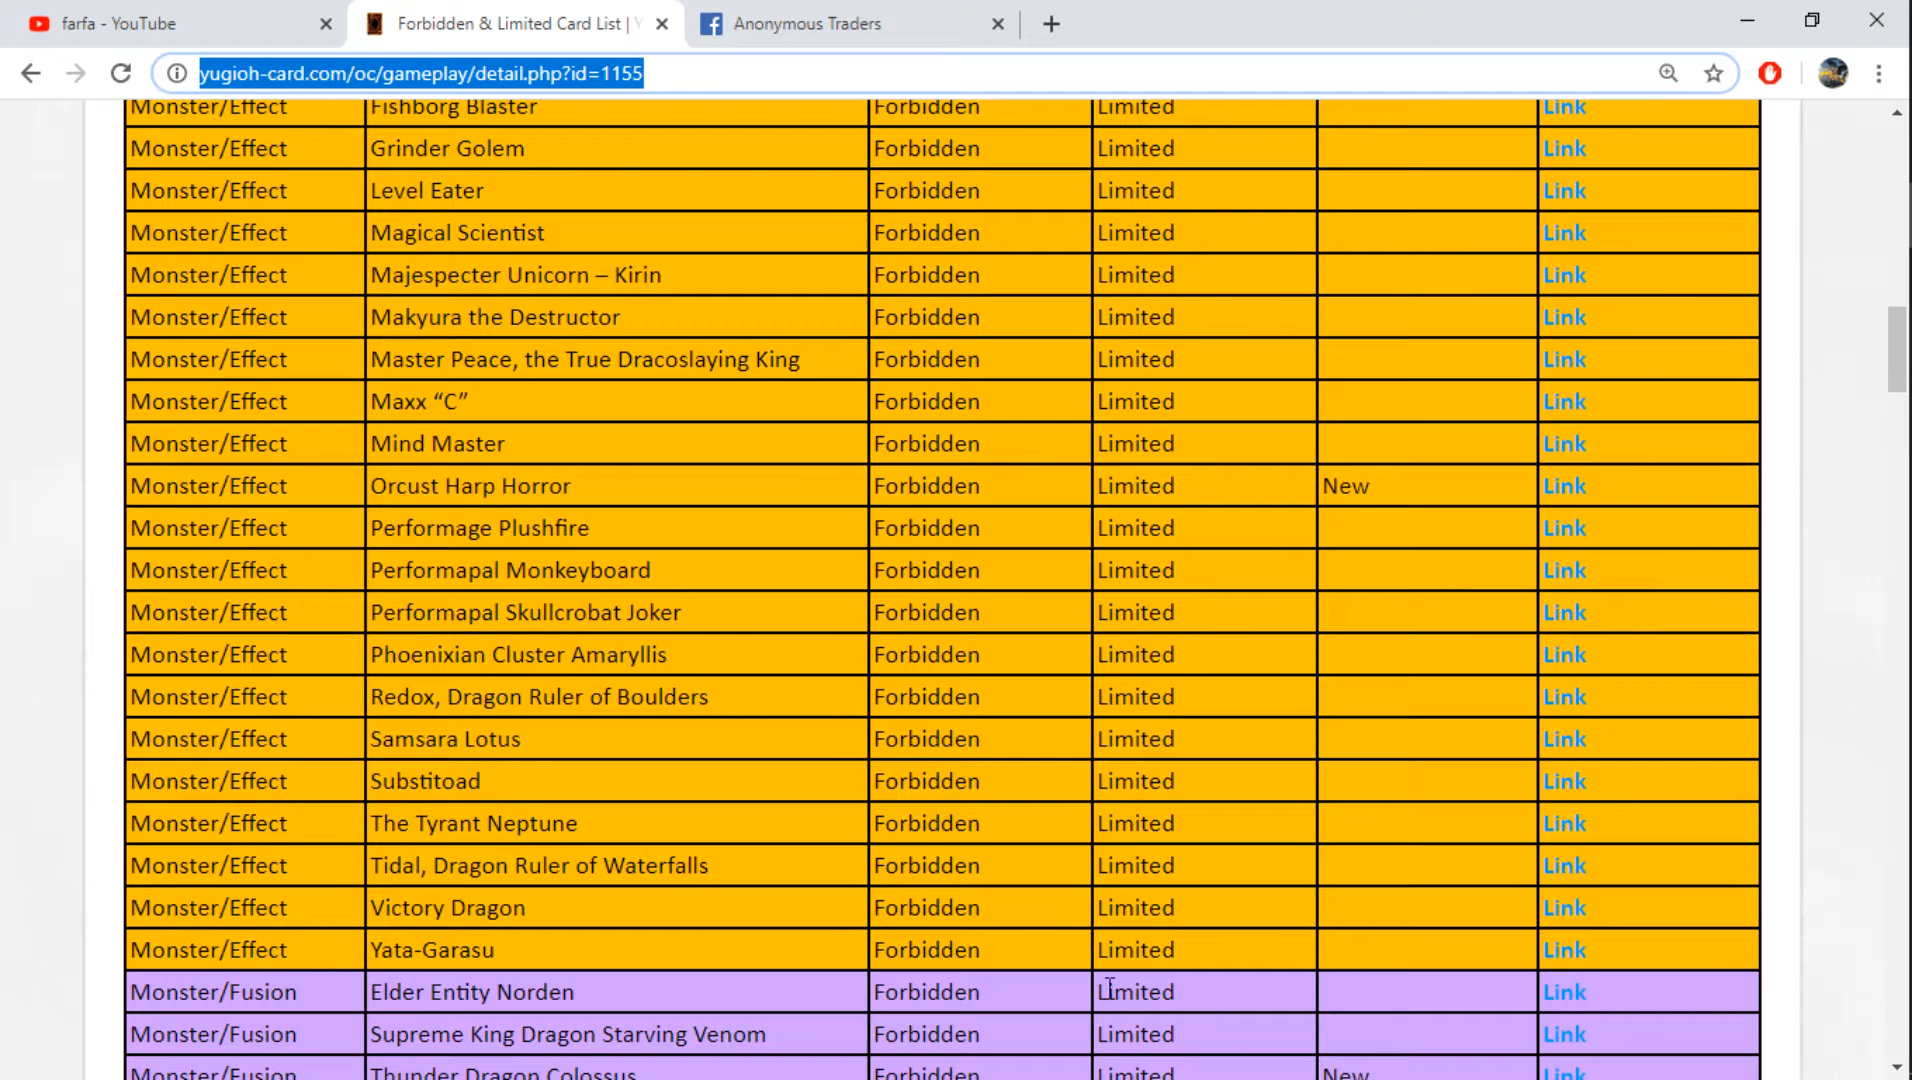 farfa - YouTube
Forbidden & Limited Card List | Y
Anonymous Traders
yugioh-card.com/oc/gameplay/detail.php?id=1155
Monster/Effect Fishborg Blaster Forbidden Limited Link
Monster/Effect Grinder Golem Forbidden Limited Link
Monster/Effect Level Eater Forbidden Limited Link
Monster/Effect Magical Scientist Forbidden Limited Link
Monster/Effect Majespecter Unicorn – Kirin Forbidden Limited Link
Monster/Effect Makyura the Destructor Forbidden Limited Link
Monster/Effect Master Peace, the True Dracoslaying King Forbidden Limited Link
Monster/Effect Maxx “C” Forbidden Limited Link
Monster/Effect Mind Master Forbidden Limited Link
Monster/Effect Orcust Harp Horror Forbidden Limited New Link
Monster/Effect Performage Plushfire Forbidden Limited Link
Monster/Effect Performapal Monkeyboard Forbidden Limited Link
Monster/Effect Performapal Skullcrobat Joker Forbidden Limited Link
Monster/Effect Phoenixian Cluster Amaryllis Forbidden Limited Link
Monster/Effect Redox, Dragon Ruler of Boulders Forbidden Limited Link
Monster/Effect Samsara Lotus Forbidden Limited Link
Monster/Effect Substitoad Forbidden Limited Link
Monster/Effect The Tyrant Neptune Forbidden Limited Link
Monster/Effect Tidal, Dragon Ruler of Waterfalls Forbidden Limited Link
Monster/Effect Victory Dragon Forbidden Limited Link
Monster/Effect Yata-Garasu Forbidden Limited Link
Monster/Fusion Elder Entity Norden Forbidden Limited Link
Monster/Fusion Supreme King Dragon Starving Venom Forbidden Limited Link
Monster/Fusion Thunder Dragon Colossus Forbidden Limited New Link